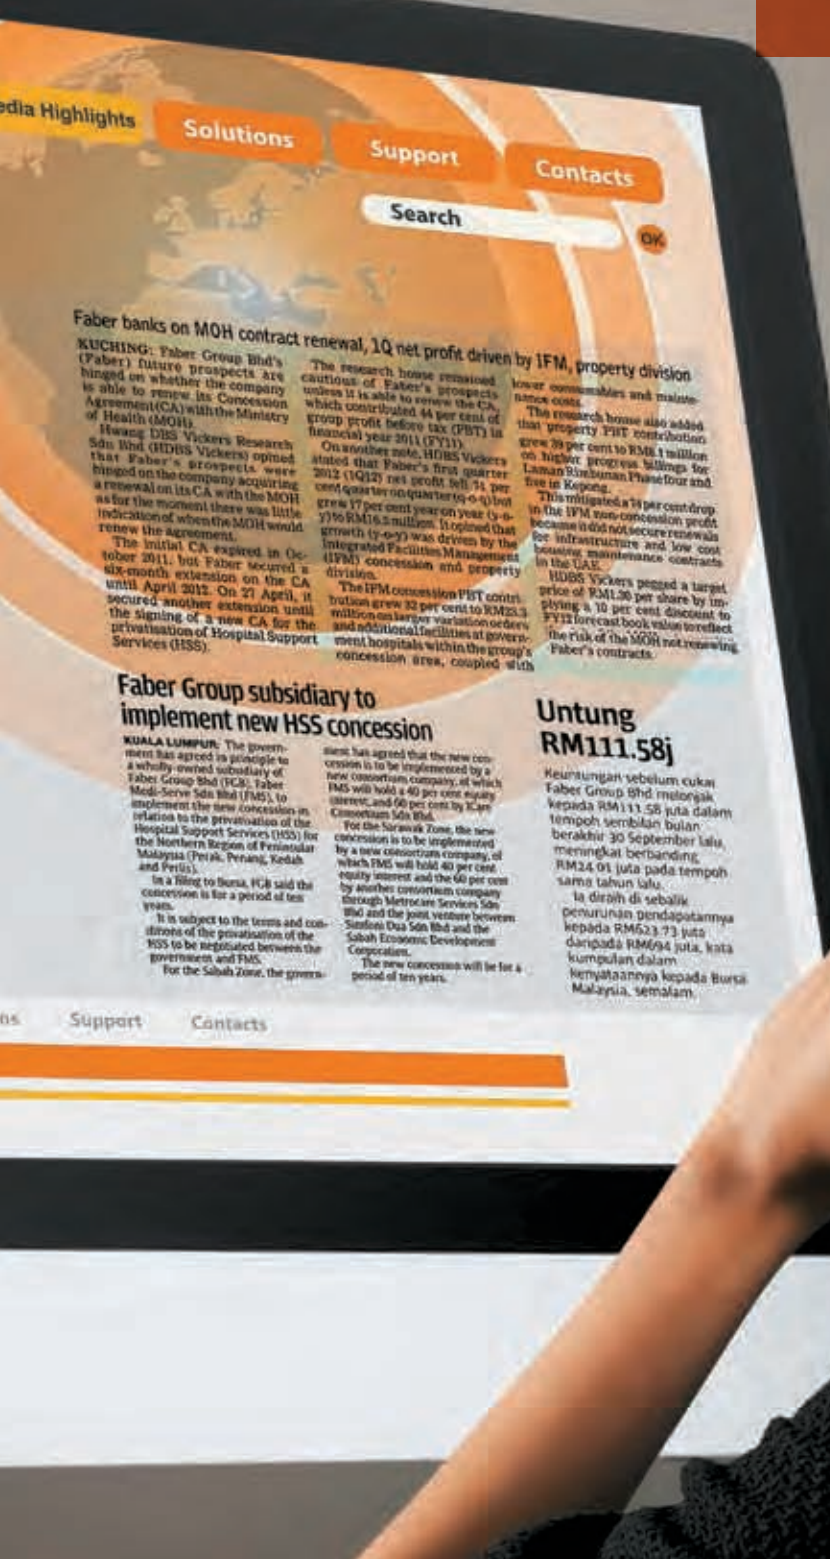 edia Highlights
Solutions
Support
Contacts
Search
OK
Faber banks on MOH contract renewal, 1Q net profit driven by IFM, property division
KUCHING: Faber Group Bhd's
(Faber) future prospects are
hinged on whether the company
is able to renew its Concession
Agreement (CA) with the Ministry
of Health (MOH).
Hwang DBS Vickers Research
Sdn Bhd (HDBS Vickers) opined
that Faber's prospects were
hinged on the company acquiring
a renewal on its CA with the MOH
as for the moment there was little
indication of when the MOH would
renew the agreement.
The initial CA expired in Oc-
tober 2011, but Faber secured a
six-month extension on the CA
until April 2012. On 27 April, it
secured another extension until
the signing of a new CA for the
privatisation of Hospital Support
Services (HSS).
The research house remained
cautious of Faber's prospects
unless it is able to renew the CA,
which contributed 44 per cent of
group profit before tax (PBT) in
financial year 2011 (FY11).
On another note, HDBS Vickers
stated that Faber's first quarter
2012 (1Q12) net profit fell 74 per
cent quarter on quarter (q-o-q) but
grew 17 per cent year on year (y-o-
y) to RM16.2 million. It opined that
growth (y-o-y) was driven by the
Integrated Facilities Management
(IFM) concession and property
division.
The IFM concession PBT contri-
bution grew 32 per cent to RM25.3
million on larger variation orders
and additional facilities at govern-
ment hospitals within the group's
concession area, coupled with
lower consumables and mainte-
nance costs.
The research house also added
that property PBT contribution
grew 39 per cent to RM8.1 million
on higher progress billings for
Laman Rimbunan Phase four and
five in Kepong.
This mitigated a 74 per cent drop
in the IFM non-concession profit
because it did not secure renewals
for infrastructure and low cost
housing maintenance contracts
in the UAE.
HDBS Vickers pegged a target
price of RM1.30 per share by im-
plying a 10 per cent discount to
FY12 forecast book value to reflect
the risk of the MOH not renewing
Faber's contracts.
Faber Group subsidiary to
implement new HSS concession
KUALA LUMPUR: The govern-
ment has agreed in principle to
a wholly-owned subsidiary of
Faber Group Bhd (FGB), Faber
Medi-Serve Sdn Bhd (FMS), to
implement the new concession in
relation to the privatisation of the
Hospital Support Services (HSS) for
the Northern Region of Peninsular
Malaysia (Perak, Penang, Kedah
and Perlis).
In a filing to Bursa, FGB said the
concession is for a period of ten
years.
It is subject to the terms and con-
ditions of the privatisation of the
HSS to be negotiated between the
government and FMS.
For the Sabah Zone, the govern-
ment has agreed that the new con-
cession is to be implemented by a
new consortium company, of which
FMS will hold a 40 per cent equity
interest, and 60 per cent by
Consortium Sdn Bhd.
For the Sarawak Zone, the new
concession is to be implemented
by a new consortium company, of
which FMS will hold 40 per cent
equity interest and the 60 per cent
by another consortium company
through Metrocare Services Sdn
Bhd and the joint venture between
Dua Sdn Bhd and the
Sabah Economic Development
Corporation.
The new concession will be for a
period of ten years.
Untung
RM111.58j
Keuntungan sebelum cukai
Faber Group Bhd melonjak
kepada RM111.58 juta dalam
tempoh sembilan bulan
berakhir 30 September lalu,
meningkat berbanding
RM24.01 juta pada tempoh
sama tahun lalu.
Ia diraih di sebalik
penurunan pendapatannya
kepada RM623.73 juta
daripada RM694 juta, kata
kumpulan dalam
kenyataannya kepada Bursa
Malaysia, semalam.
ns
Support
Contacts